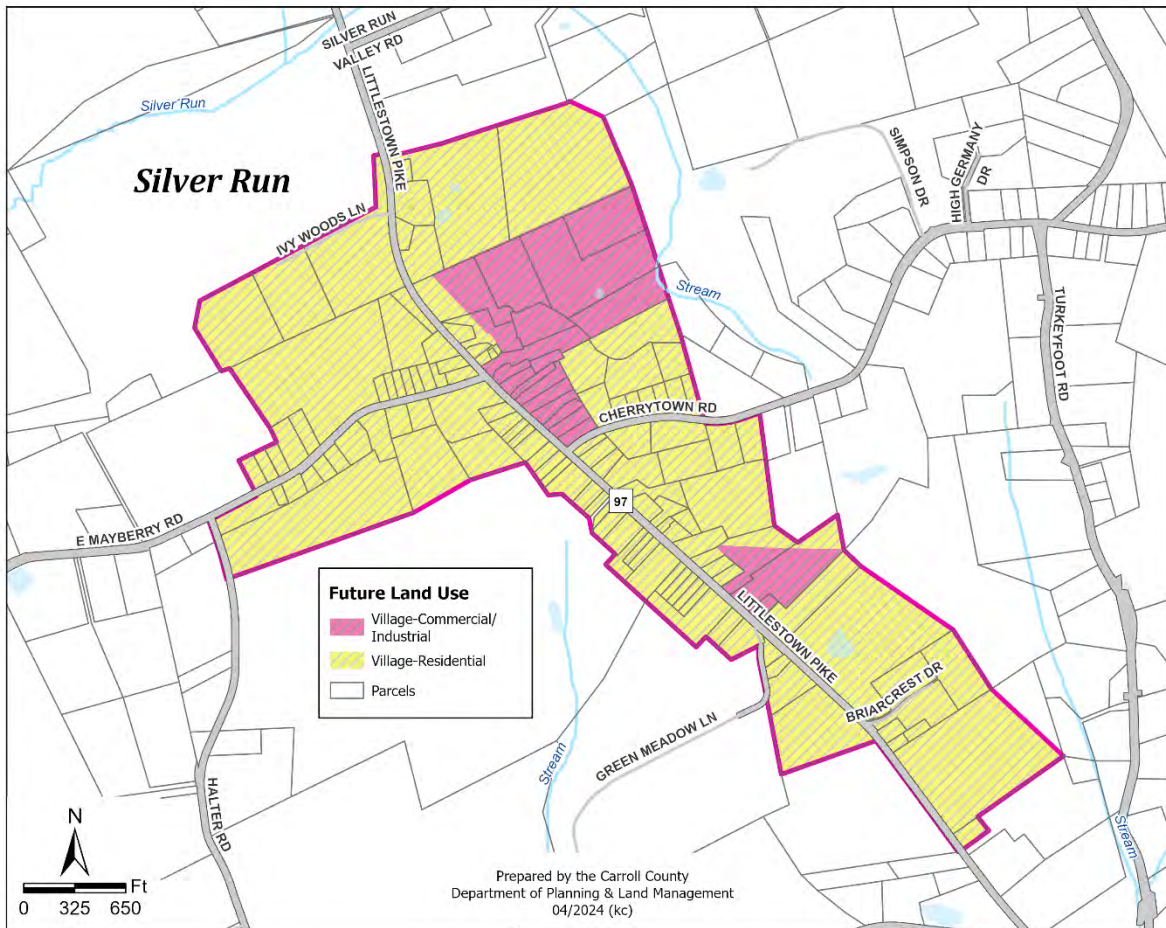 SILVER RUN
VALLEY RD
LITTLESTOWN PIKE
Silver Run
Silver Run
IVY WOODS LN
SIMPSON DR
HIGH GERMANY
DR
Stream
TURKEYFOOT RD
CHERRYTOWN RD
97
E MAYBERRY RD
Future Land Use
Village-Commercial/
Industrial
Village-Residential
Parcels
LITTLESTOWN PIKE
BRIARCREST DR
GREEN MEADOW LN
Stream
HALTER RD
Stream
N
Ft
0 325 650
Prepared by the Carroll County
Department of Planning & Land Management
04/2024 (kc)